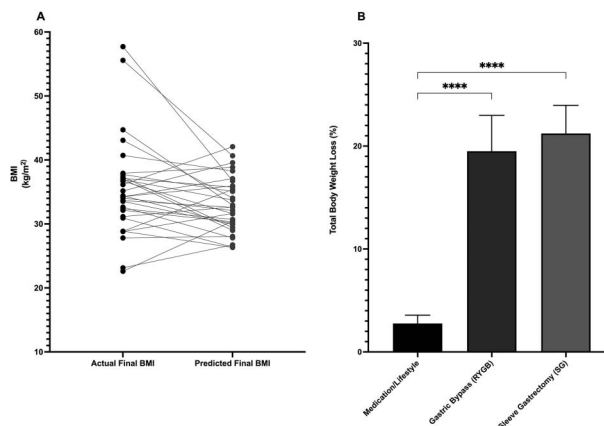 A
60
50
40
30
20
10
BMI
(kg/m²)
Actual Final BMI
Predicted Final BMI
B
30
20
10
0
Total Body Weight Loss (%)
****
****
Medication/Lifestyle
Gastric Bypass (RYGB)
Sleeve Gastrectomy (SG)